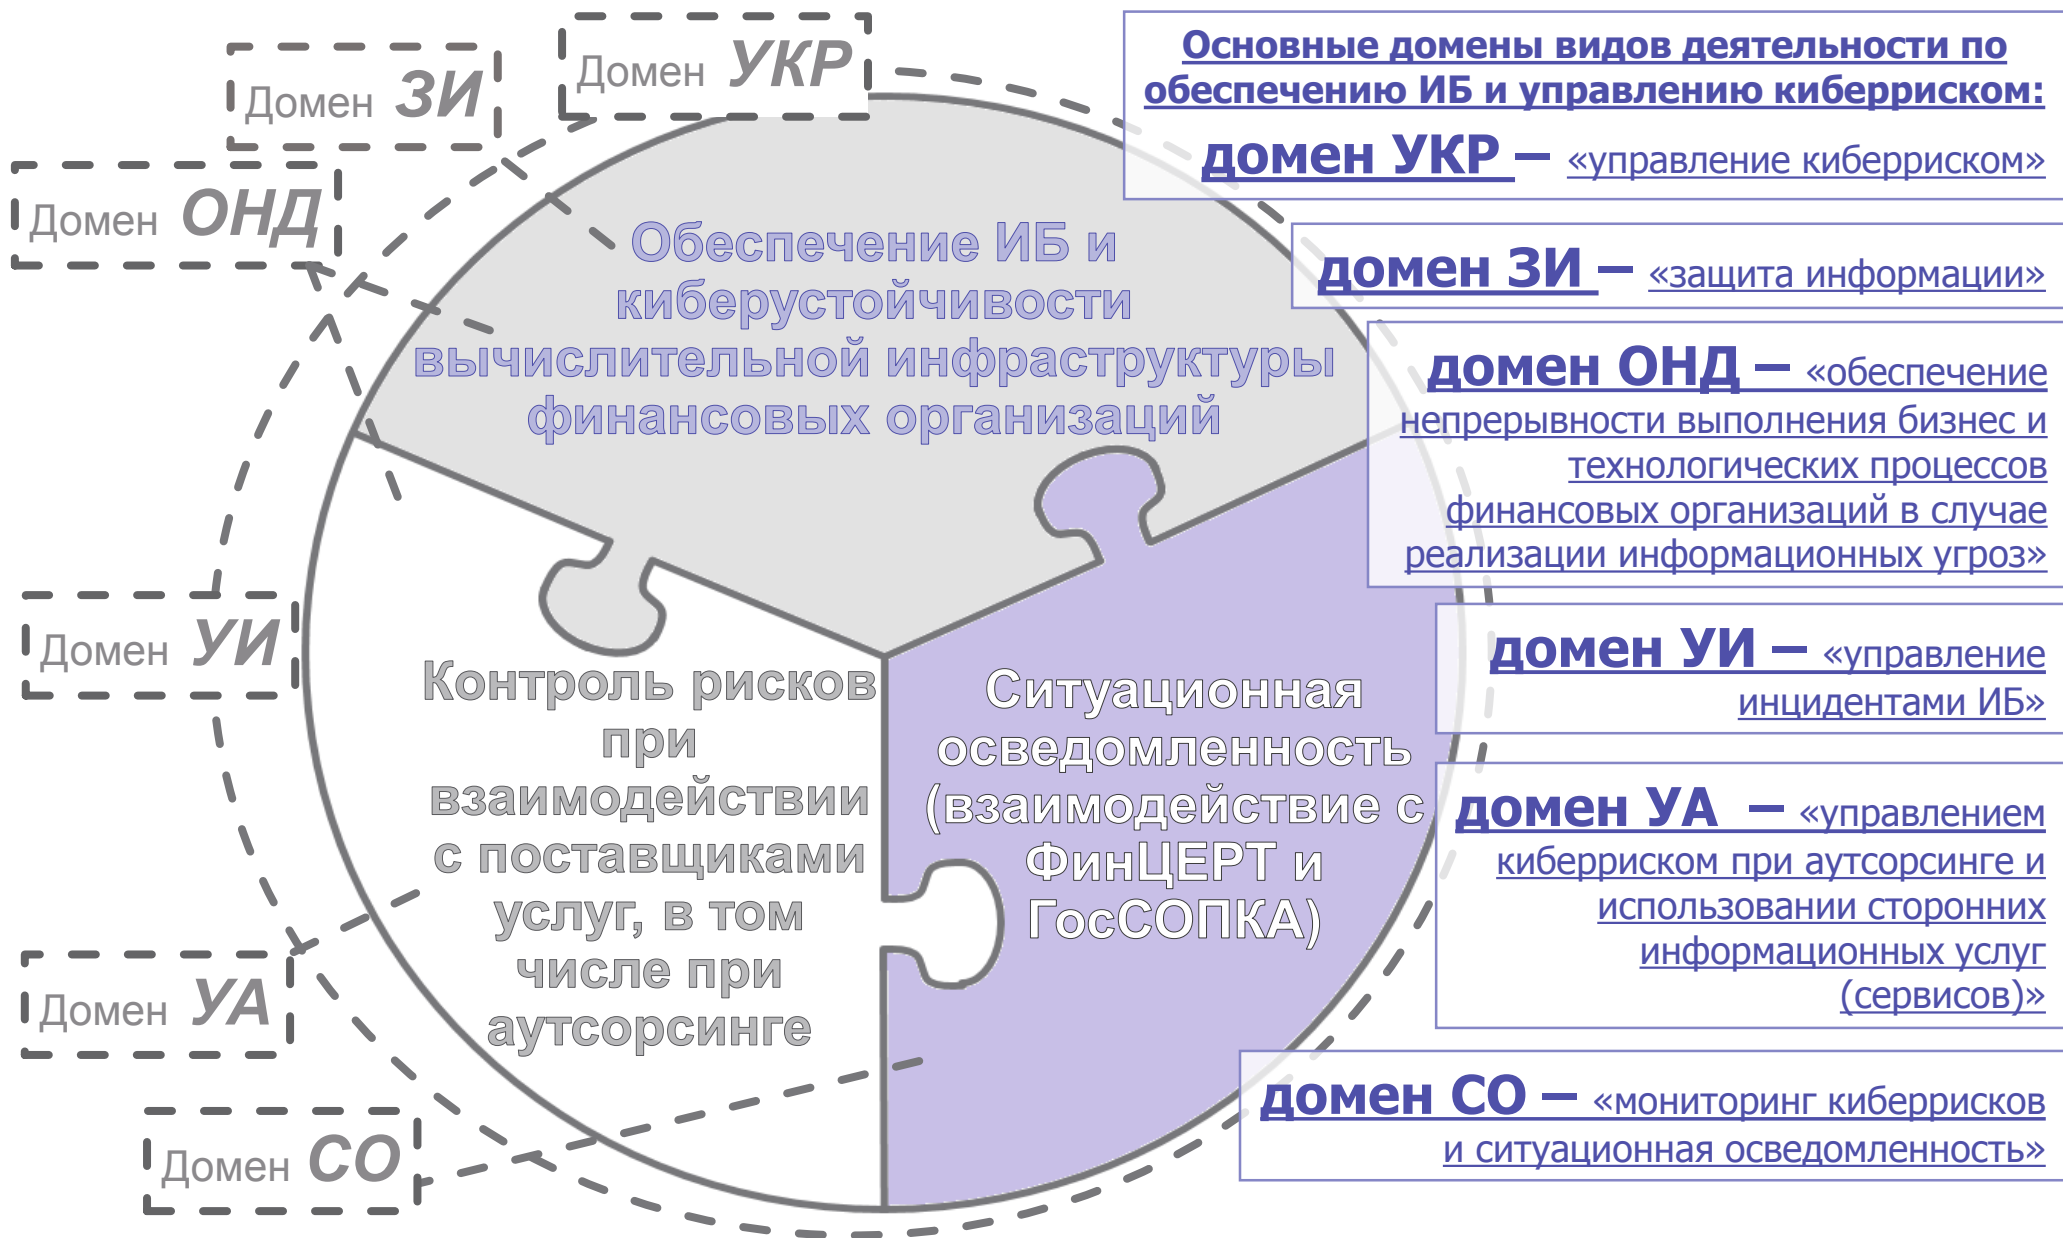 Домен УКР
Домен ЗИ
Домен ОНД
Домен УИ
Домен УА
Домен СО
Обеспечение ИБ и
киберустойчивости
вычислительной инфраструктуры
финансовых организаций
Контроль рисков
при
взаимодействии
с поставщиками
услуг, в том
числе при
аутсорсинге
Ситуационная
осведомленность
(взаимодействие с
ФинЦЕРТ и
ГосСОПКА)
Основные домены видов деятельности по
обеспечению ИБ и управлению киберриском:
домен УКР – «управление киберриском»
домен ЗИ – «защита информации»
домен ОНД – «обеспечение
непрерывности выполнения бизнес и
технологических процессов
финансовых организаций в случае
реализации информационных угроз»
домен УИ – «управление
инцидентами ИБ»
домен УА – «управлением
киберриском при аутсорсинге и
использовании сторонних
информационных услуг
(сервисов)»
домен СО – «мониторинг киберрисков
и ситуационная осведомленность»